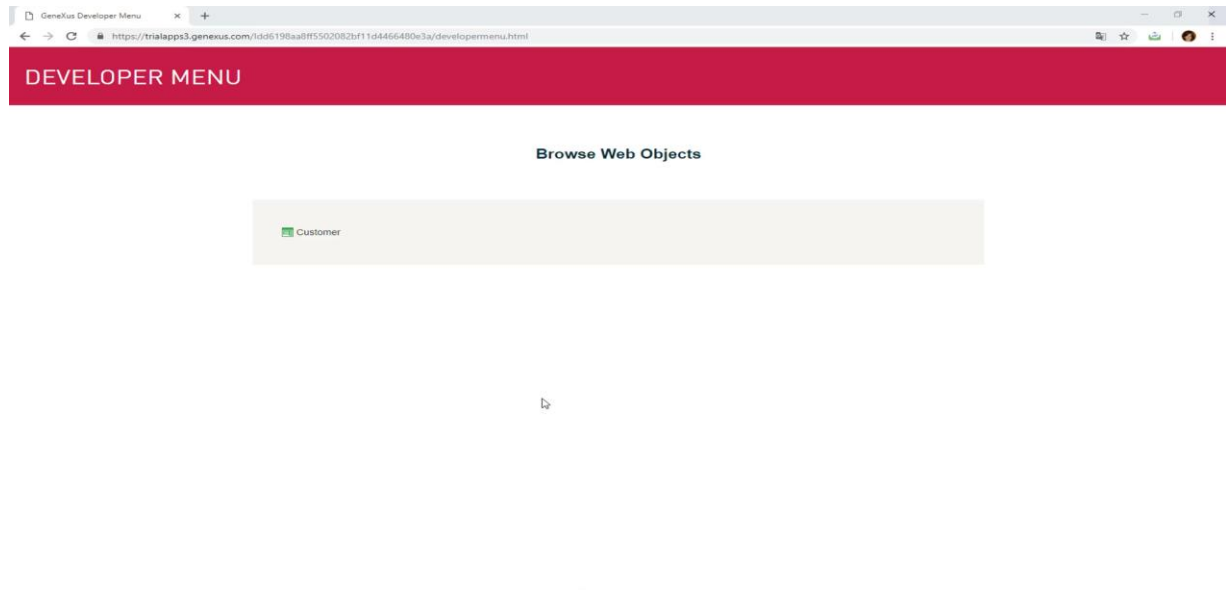 GeneXus Developer Menu
https://trialapps3.genexus.com/Idd6198aa8ff5502082bf11d4466480e3a/developermenu.html
DEVELOPER MENU
Browse Web Objects
Customer